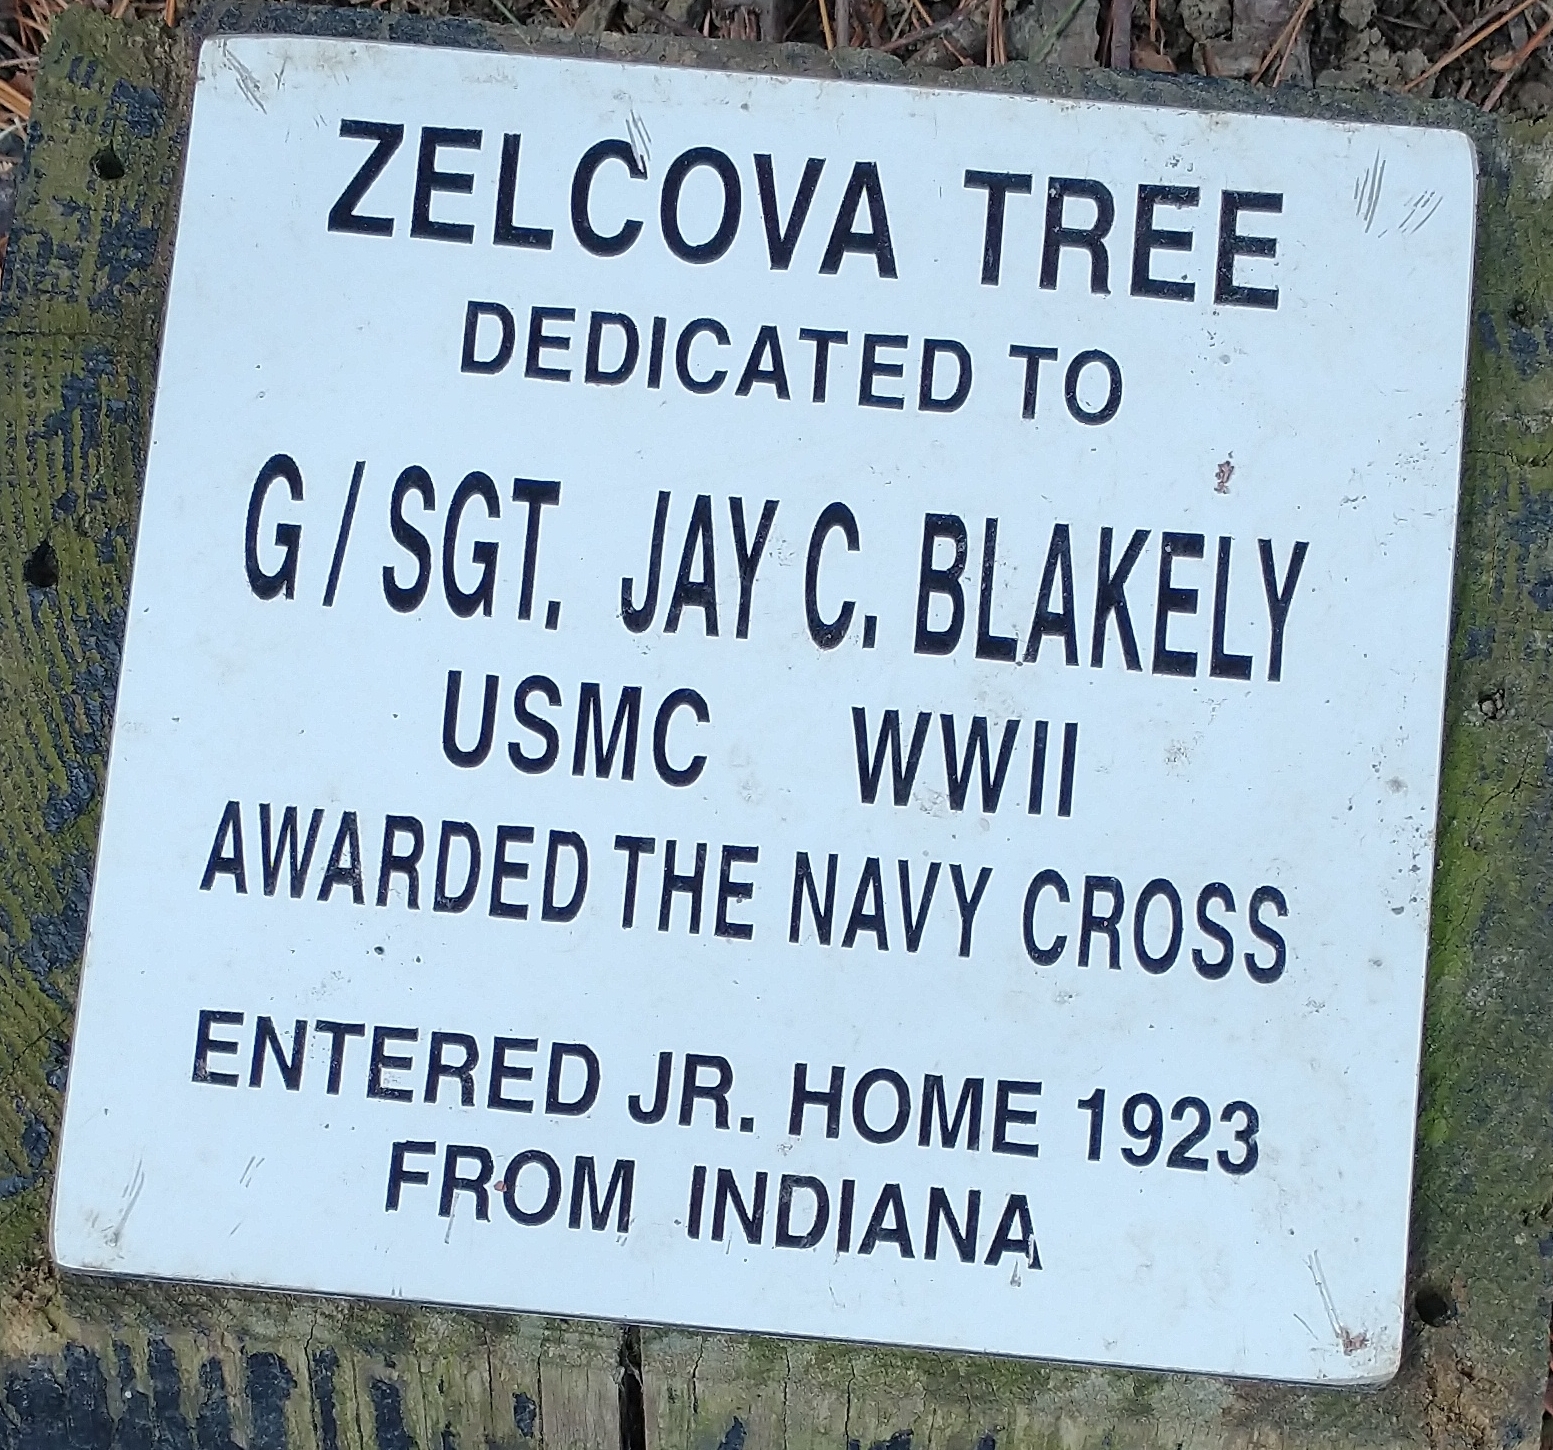 ZELCOVA TREE
DEDICATED TO
G/SGT. JAY C. BLAKELY
USMC WWII
AWARDED THE NAVY CROSS
ENTERED JR. HOME 1923
FROM INDIANA